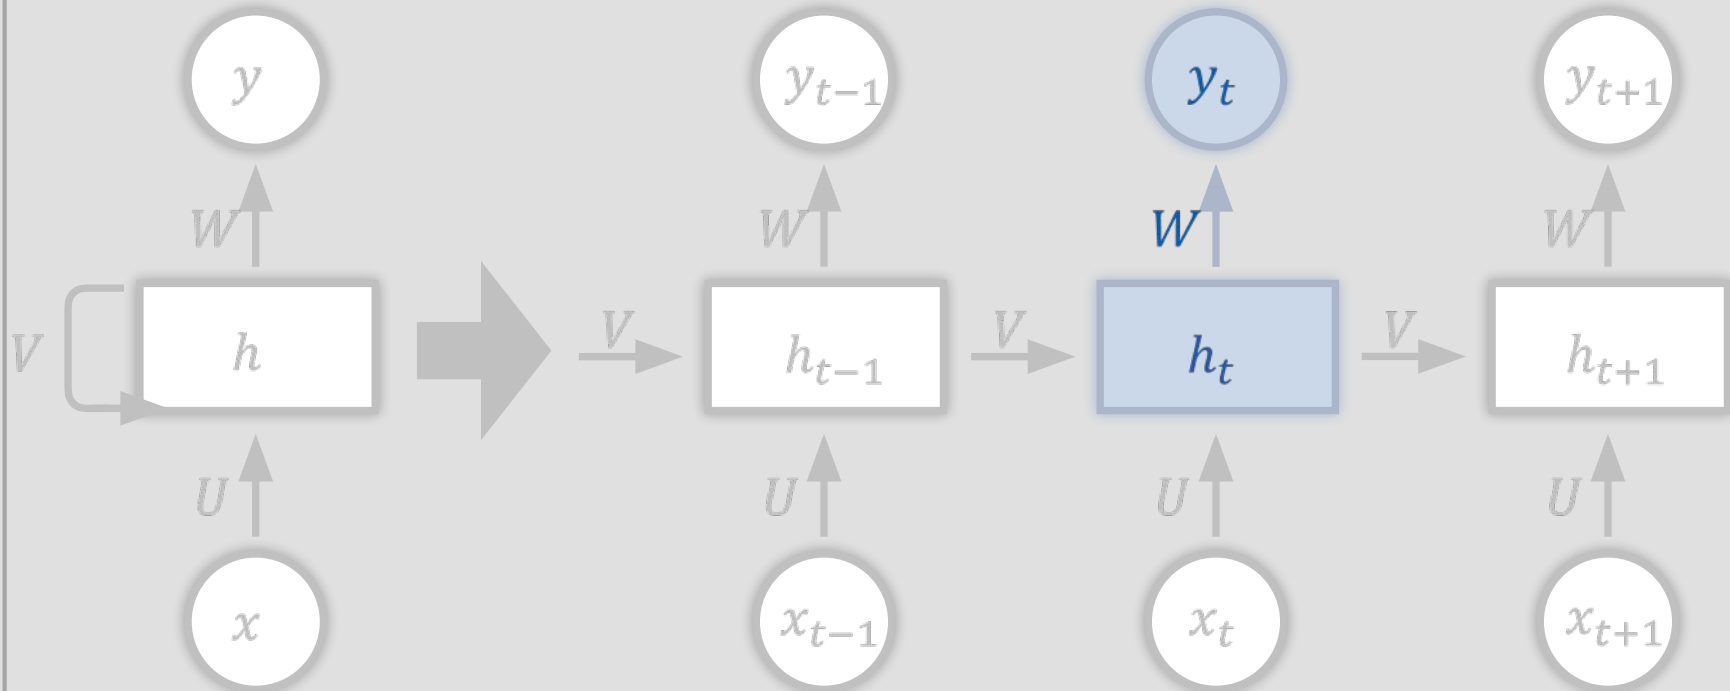 y y_{t−1} y_t y_{t+1}
W W W W
V h V h_{t−1} V h_t V h_{t+1}
U U U U
x x_{t−1} x_t x_{t+1}